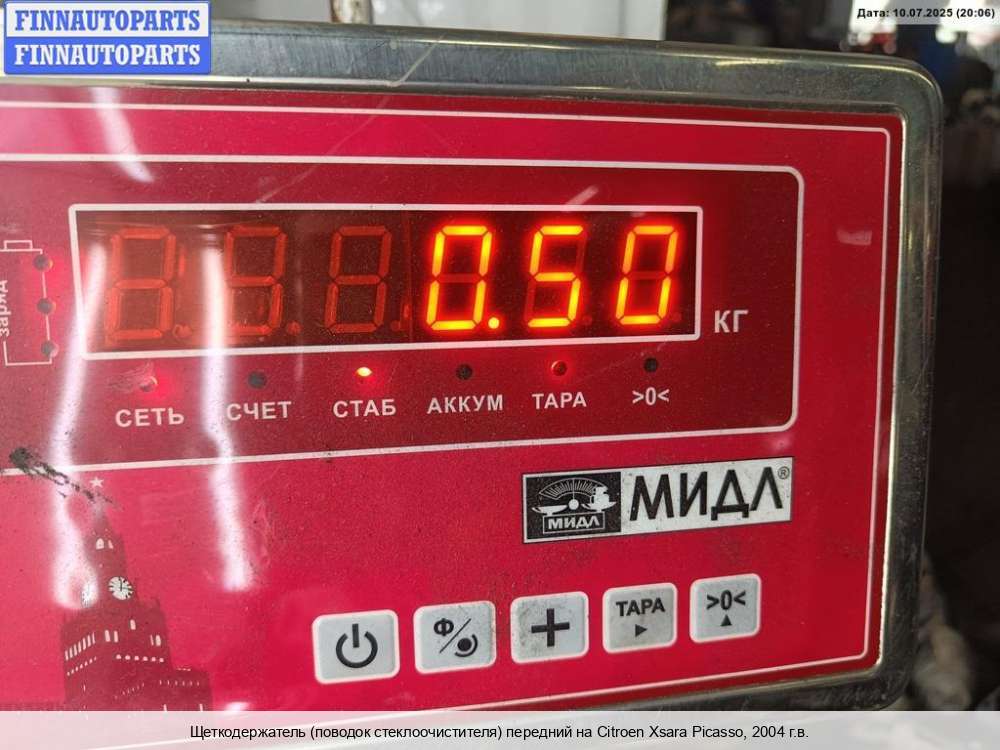 FINNAUTOPARTS
FINNAUTOPARTS
Дата: 10.07.2025 (20:06)
0.50
КГ
заряд
СЕТЬ СЧЕТ СТАБ АККУМ ТАРА >0<
МИДЛ МИДЛ®
Ф ТАРА >0<
Щеткодержатель (поводок стеклоочистителя) передний на Citroen Xsara Picasso, 2004 г.в.